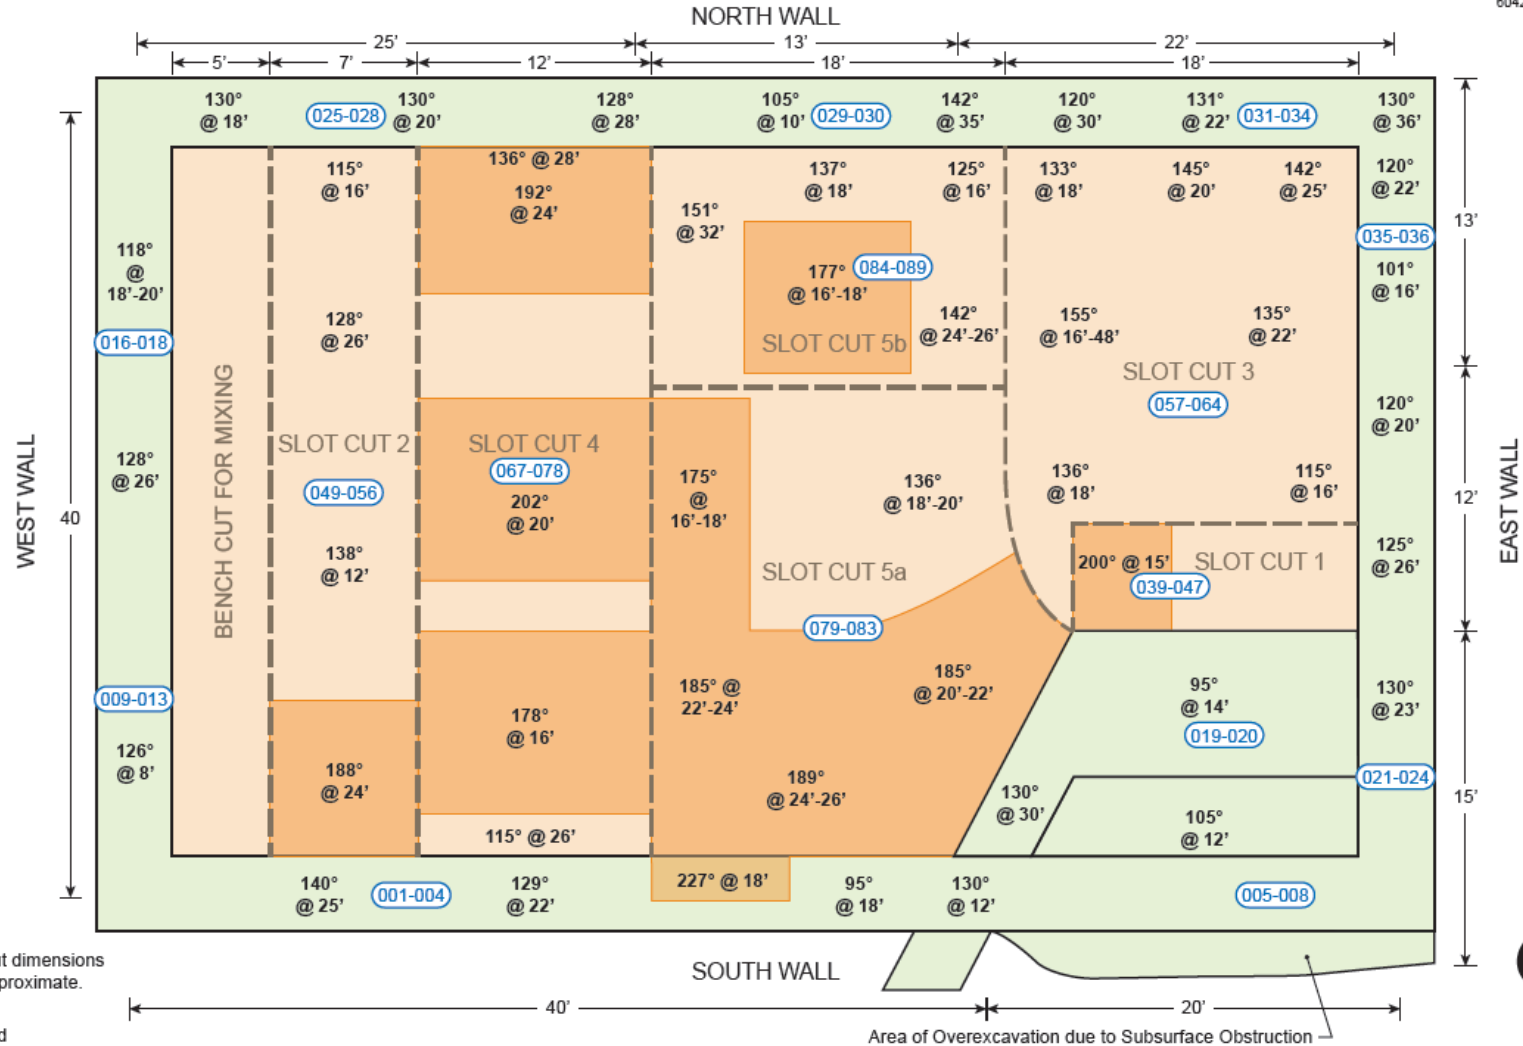 6042
NORTH WALL
25’ 13’ 22’
5’ 7’ 12’ 18’ 18’
130° @ 18’
025-028
130° @ 20’
128° @ 28’
105° @ 10’
029-030
142° @ 35’
120° @ 30’
131° @ 22’
031-034
130° @ 36’
115° @ 16’
136° @ 28’
192° @ 24’
137° @ 18’
125° @ 16’
133° @ 18’
145° @ 20’
142° @ 25’
120° @ 22’
151° @ 32’
13’
035-036
118° @ 18’-20’
177° @ 16’-18’
084-089
101° @ 16’
016-018
128° @ 26’
SLOT CUT 5b
142° @ 24’-26’
155° @ 16’-48’
135° @ 22’
SLOT CUT 3
057-064
120° @ 20’
WEST WALL
BENCH CUT FOR MIXING
SLOT CUT 2
SLOT CUT 4
128° @ 26’
049-056
067-078
202° @ 20’
175° @ 16’-18’
136° @ 18’-20’
136° @ 18’
115° @ 16’
12’
EAST WALL
40
138° @ 12’
SLOT CUT 5a
200° @ 15’
039-047
SLOT CUT 1
125° @ 26’
079-083
009-013
185° @ 22’-24’
185° @ 20’-22’
95° @ 14’
019-020
130° @ 23’
178° @ 16’
126° @ 8’
188° @ 24’
189° @ 24’-26’
130° @ 30’
105° @ 12’
021-024
15’
115° @ 26’
140° @ 25’
001-004
129° @ 22’
227° @ 18’
95° @ 18’
130° @ 12’
005-008
t dimensions
proximate.
SOUTH WALL
40’ 20’
d
Area of Overexcavation due to Subsurface Obstruction